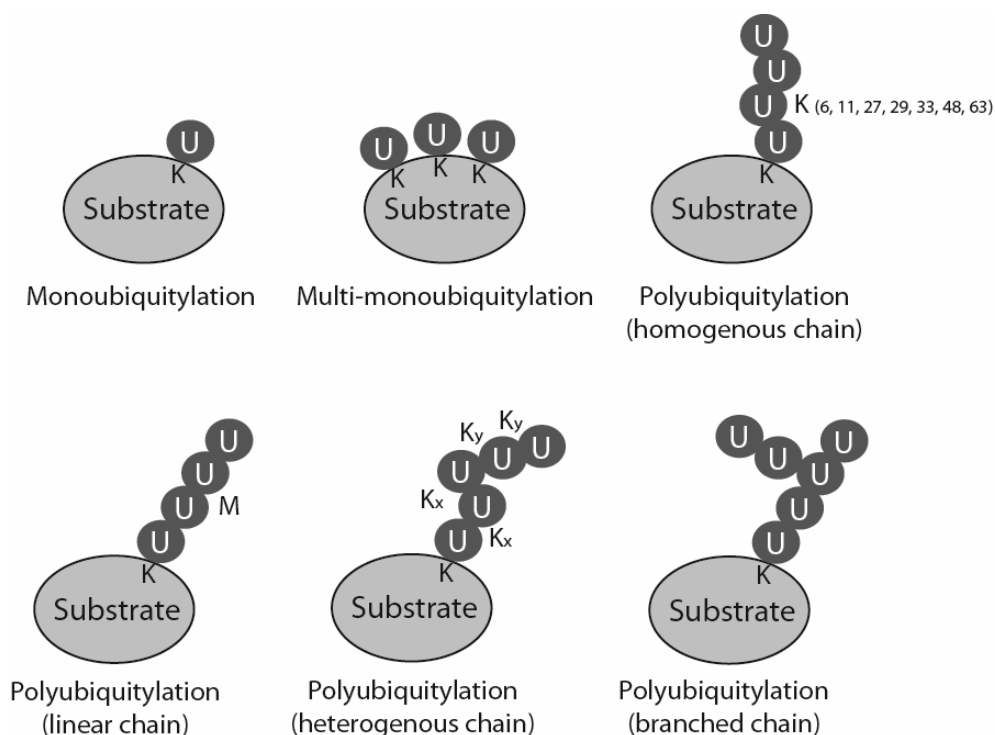 U
K
Substrate
Monoubiquitylation
U U U
K K K
Substrate
Multi-monoubiquitylation
U
U
U K (6, 11, 27, 29, 33, 48, 63)
U
K
Substrate
Polyubiquitylation
(homogenous chain)
U
U
U M
U
K
Substrate
Polyubiquitylation
(linear chain)
Ky Ky
U U U
Kx U
U Kx
K
Substrate
Polyubiquitylation
(heterogenous chain)
U U
U U
U
U
K
Substrate
Polyubiquitylation
(branched chain)